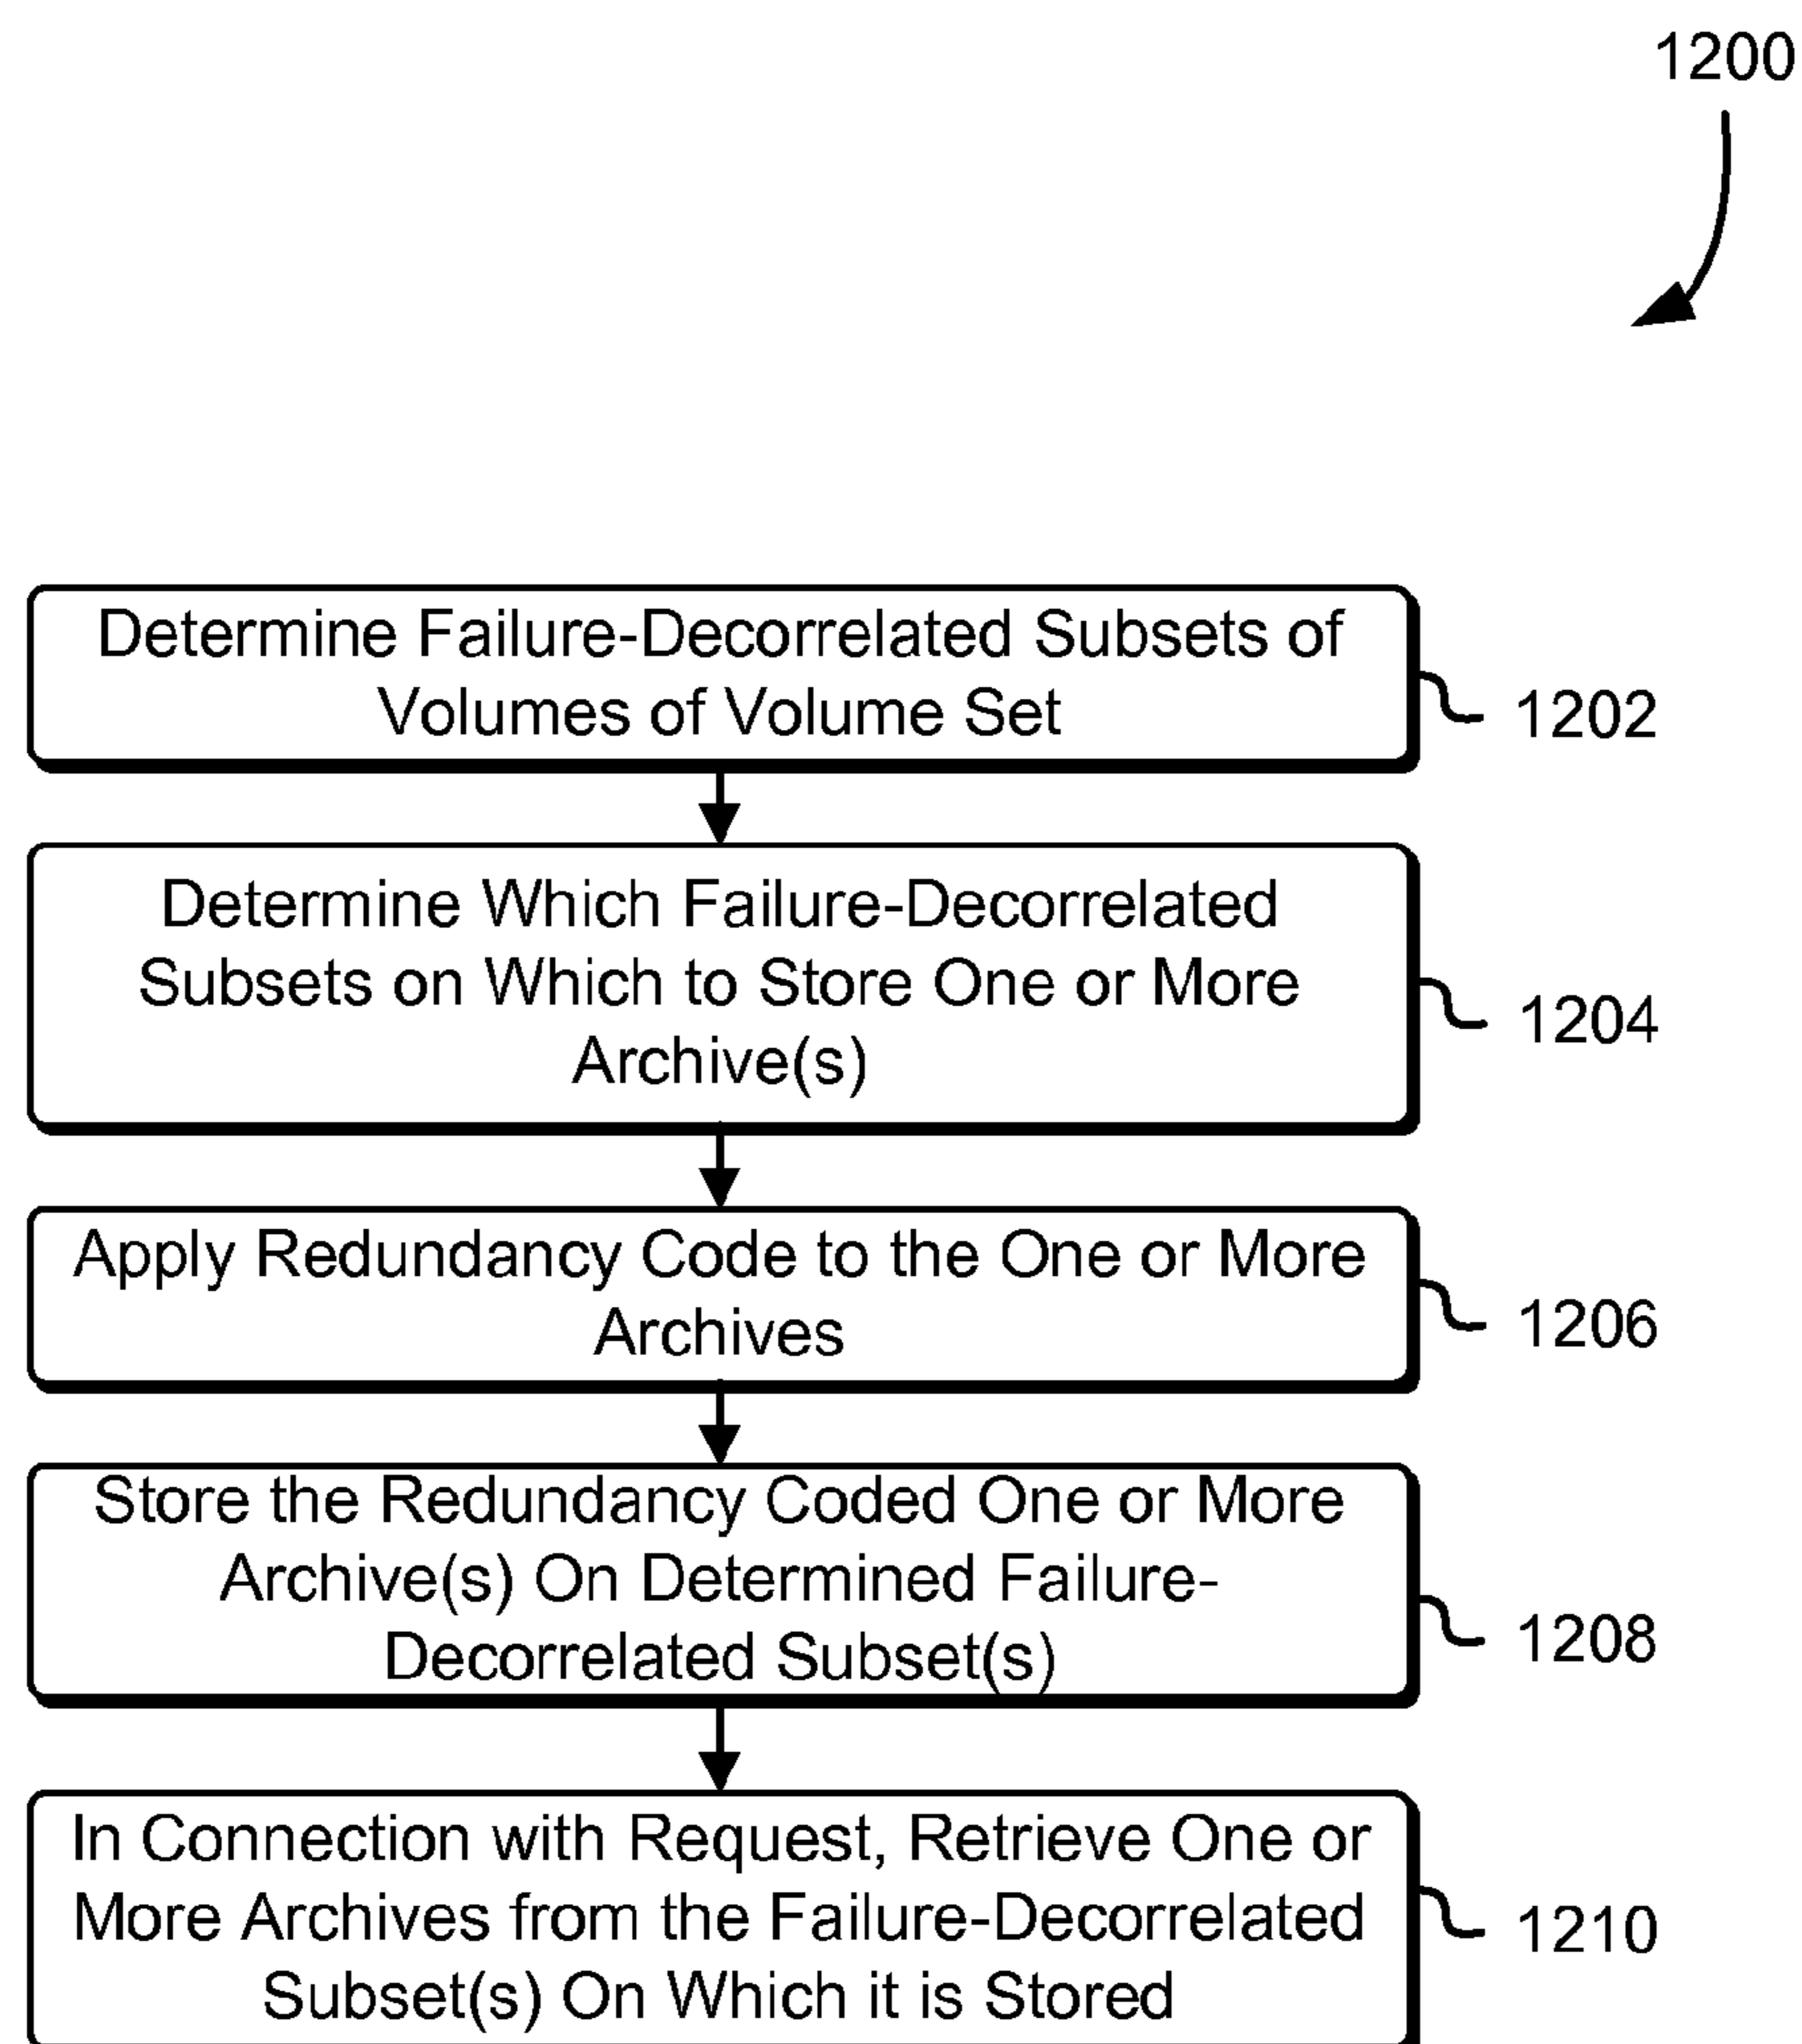 1200
Determine Failure-Decorrelated Subsets of
Volumes of Volume Set
1202
Determine Which Failure-Decorrelated
Subsets on Which to Store One or More
Archive(s)
1204
Apply Redundancy Code to the One or More
Archives
1206
Store the Redundancy Coded One or More
Archive(s) On Determined Failure-
Decorrelated Subset(s)
1208
In Connection with Request, Retrieve One or
More Archives from the Failure-Decorrelated
Subset(s) On Which it is Stored
1210